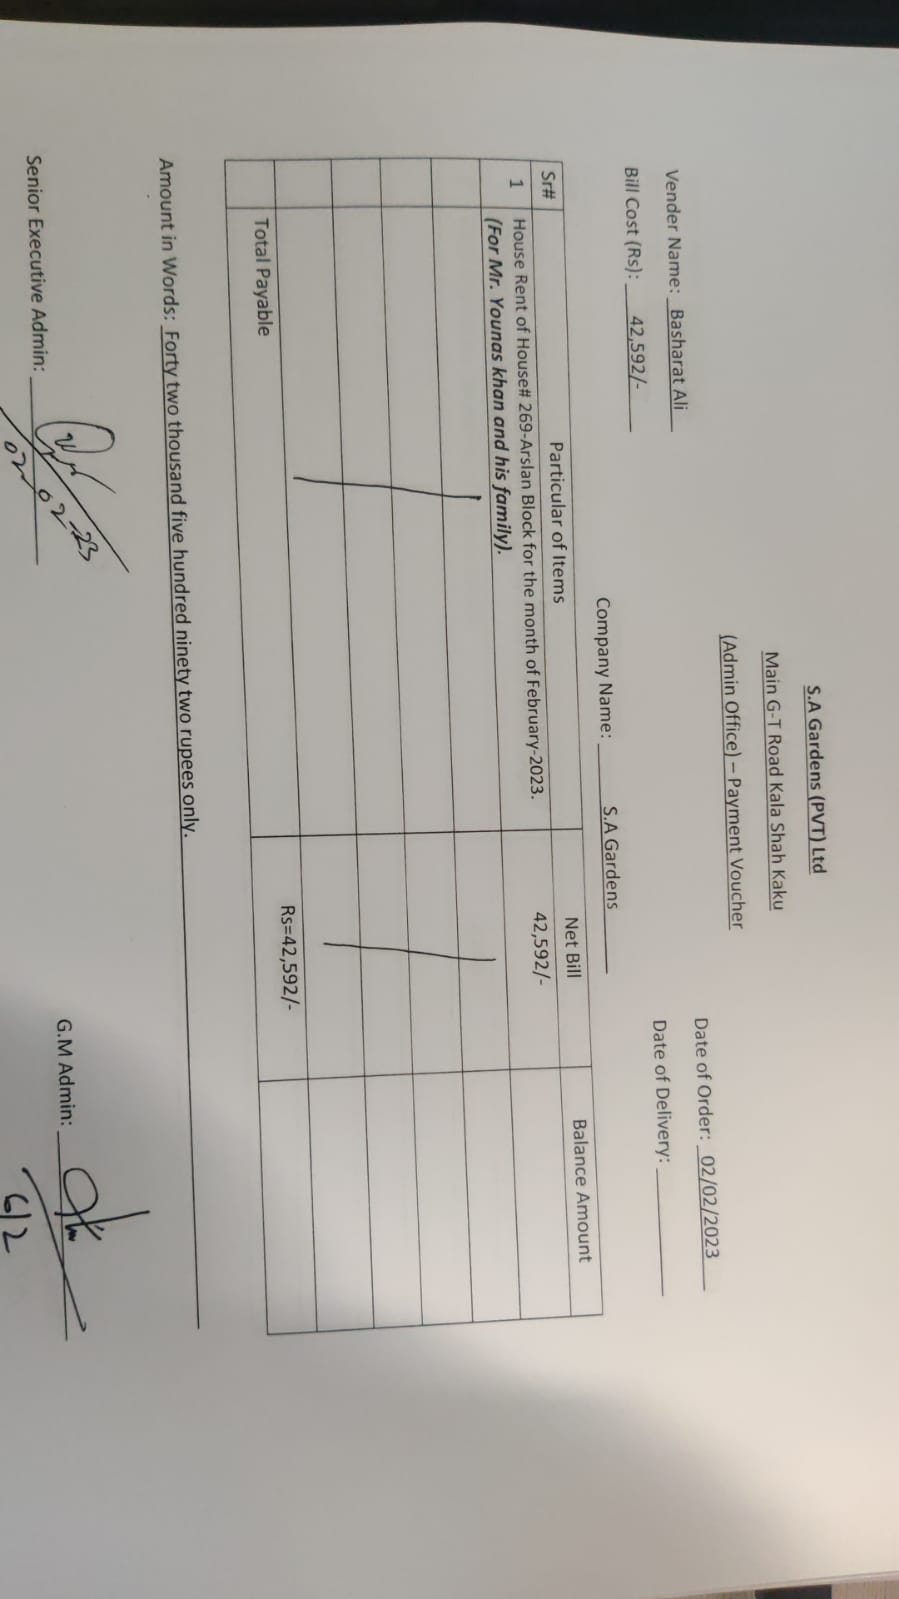 S.A Gardens (PVT) Ltd
Main G-T Road Kala Shah Kaku
(Admin Office) – Payment Voucher
Date of Order: 02/02/2023
Vender Name: Basharat Ali
Date of Delivery:
Bill Cost (Rs): 42,592/-
Company Name: S.A Gardens
Sr# Particular of Items Net Bill Balance Amount
1 House Rent of House# 269-Arslan Block for the month of February-2023. 42,592/-
(For Mr. Younas khan and his family).
Total Payable Rs=42,592/-
Amount in Words: Forty two thousand five hundred ninety two rupees only.
Senior Executive Admin:
02 02-23
G.M Admin:
6/2